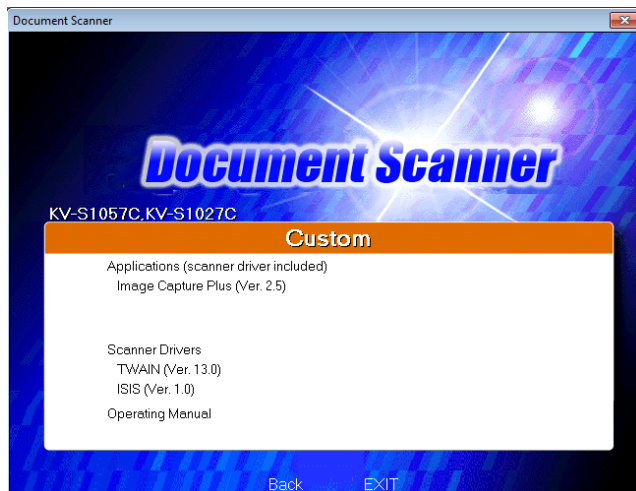 Document Scanner
Document Scanner
KV-S1057C,KV-S1027C
Custom
Applications (scanner driver included)
Image Capture Plus (Ver. 2.5)
Scanner Drivers
TWAIN (Ver. 13.0)
ISIS (Ver. 1.0)
Operating Manual
Back EXIT